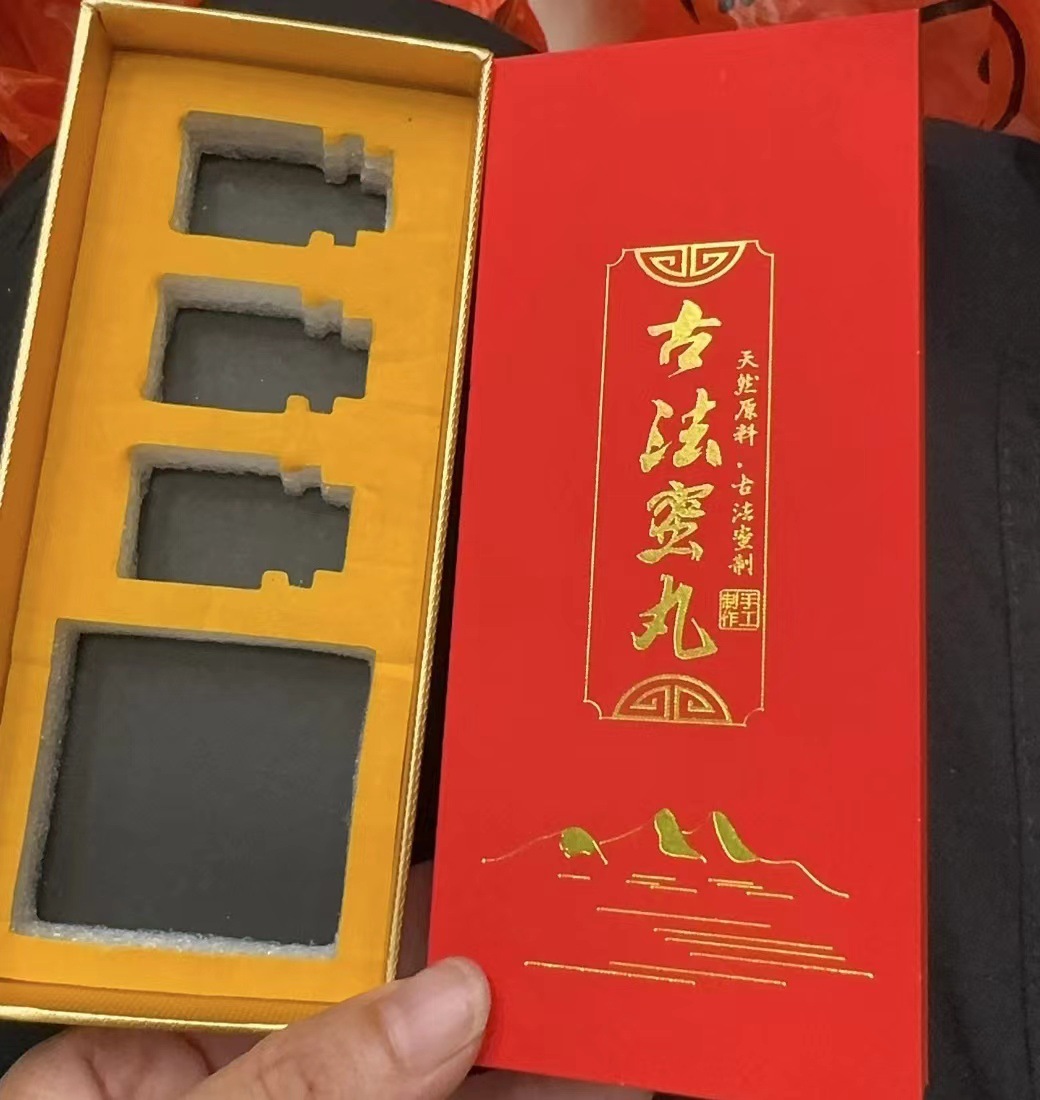 古法蜜丸
天然原料·古法蜜制
手工
制作